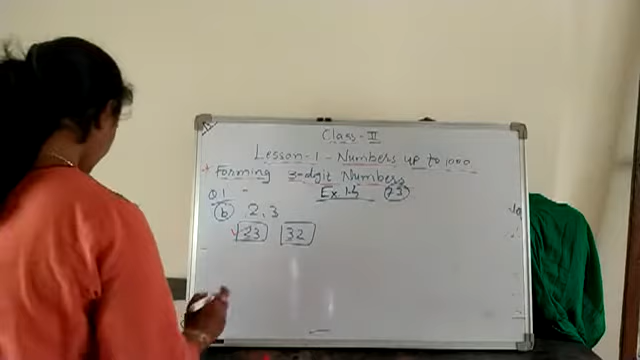 Class - II
Lesson - 1 - Numbers up to 1000.
Forming 3-digit Numbers
Q1 Ex 1.5
(b) 2, 3
23 32